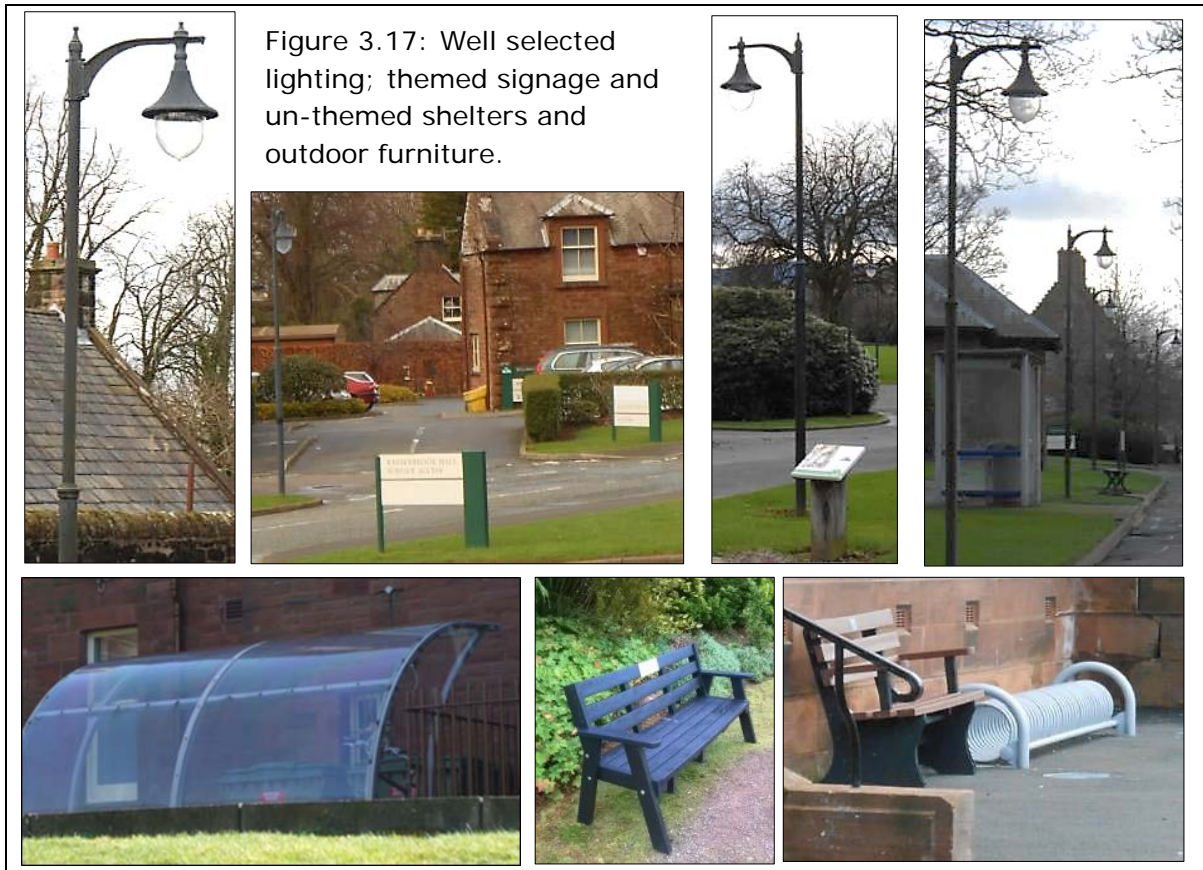 Figure 3.17: Well selected
lighting; themed signage and
un-themed shelters and
outdoor furniture.